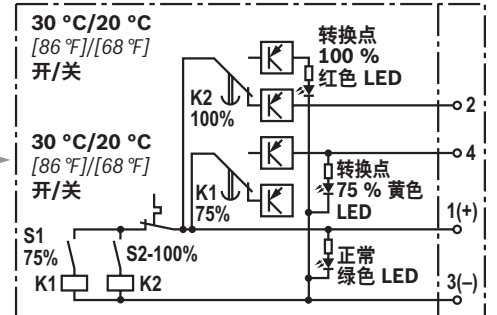 30 °C/20 °C
[86 °F]/[68 °F]
开/关
转换点
100 %
红色 LED
K2
100%
2
30 °C/20 °C
[86 °F]/[68 °F]
开/关
4
转换点
75 % 黄色
LED
K1
75%
1(+)
S1
75%
S2-100%
正常
绿色 LED
K1
K2
3(–)